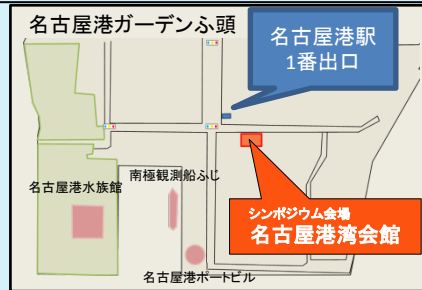 名古屋港ガーデンふ頭
名古屋港駅
1番出口
南極観測船ふじ
名古屋港水族館
シンポジウム会場
名古屋港湾会館
名古屋港ポートビル